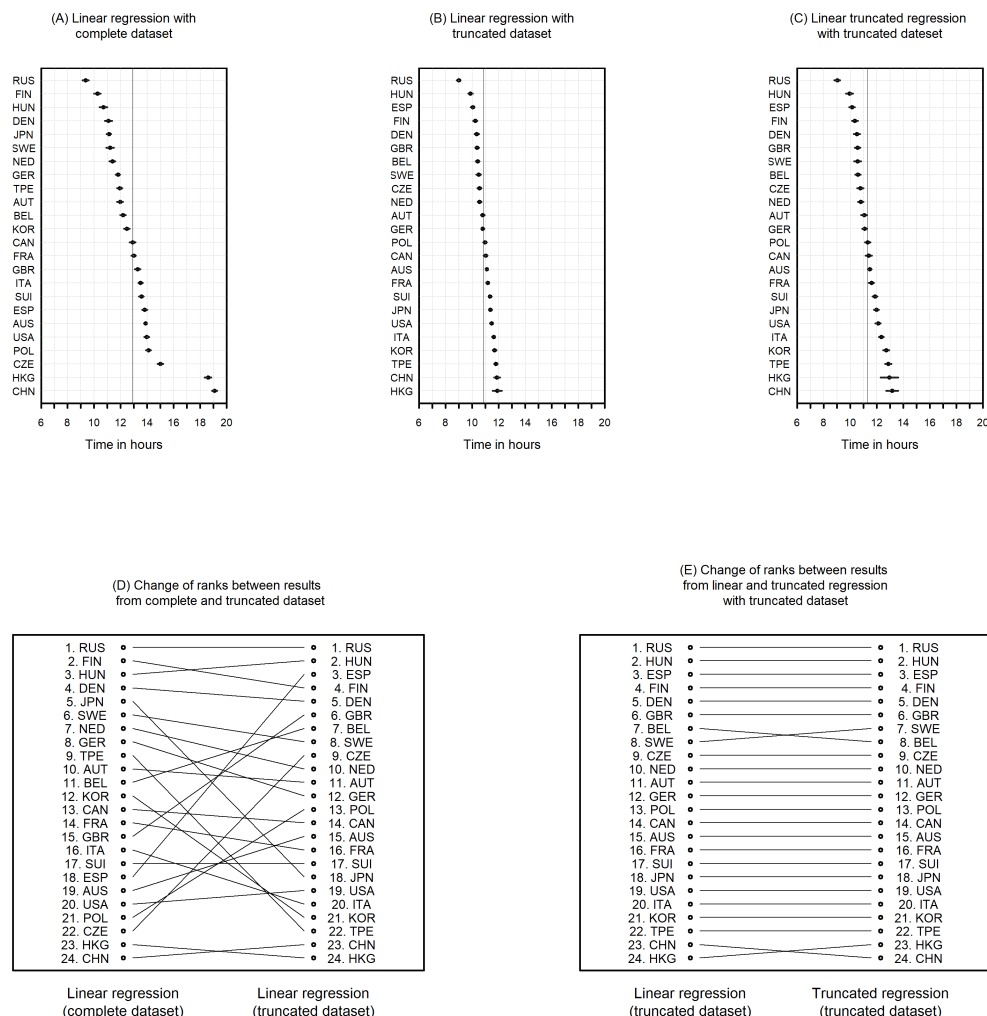 (A) Linear regression with
complete dataset
RUS
FIN
HUN
DEN
JPN
SWE
NED
GER
TPE
AUT
BEL
KOR
CAN
FRA
GBR
ITA
SUI
ESP
AUS
USA
POL
CZE
HKG
CHN
6 8 10 12 14 16 18 20
Time in hours
(B) Linear regression with
truncated dataset
RUS
HUN
ESP
FIN
DEN
GBR
BEL
SWE
CZE
NED
AUT
GER
POL
CAN
AUS
FRA
SUI
JPN
USA
ITA
KOR
TPE
CHN
HKG
6 8 10 12 14 16 18 20
Time in hours
(C) Linear truncated regression
with truncated dateset
RUS
HUN
ESP
FIN
DEN
GBR
SWE
BEL
CZE
NED
AUT
GER
POL
CAN
AUS
FRA
SUI
JPN
USA
ITA
KOR
TPE
HKG
CHN
6 8 10 12 14 16 18 20
Time in hours
(D) Change of ranks between results
from complete and truncated dataset
1. RUS
2. FIN
3. HUN
4. DEN
5. JPN
6. SWE
7. NED
8. GER
9. TPE
10. AUT
11. BEL
12. KOR
13. CAN
14. FRA
15. GBR
16. ITA
17. SUI
18. ESP
19. AUS
20. USA
21. POL
22. CZE
23. HKG
24. CHN
1. RUS
2. HUN
3. ESP
4. FIN
5. DEN
6. GBR
7. BEL
8. SWE
9. CZE
10. NED
11. AUT
12. GER
13. POL
14. CAN
15. AUS
16. FRA
17. SUI
18. JPN
19. USA
20. ITA
21. KOR
22. TPE
23. CHN
24. HKG
Linear regression
(complete dataset)
Linear regression
(truncated dataset)
(E) Change of ranks between results
from linear and truncated regression
with truncated dataset
1. RUS
2. HUN
3. ESP
4. FIN
5. DEN
6. GBR
7. BEL
8. SWE
9. CZE
10. NED
11. AUT
12. GER
13. POL
14. CAN
15. AUS
16. FRA
17. SUI
18. JPN
19. USA
20. ITA
21. KOR
22. TPE
23. CHN
24. HKG
1. RUS
2. HUN
3. ESP
4. FIN
5. DEN
6. GBR
7. SWE
8. BEL
9. CZE
10. NED
11. AUT
12. GER
13. POL
14. CAN
15. AUS
16. FRA
17. SUI
18. JPN
19. USA
20. ITA
21. KOR
22. TPE
23. HKG
24. CHN
Linear regression
(truncated dataset)
Truncated regression
(truncated dataset)